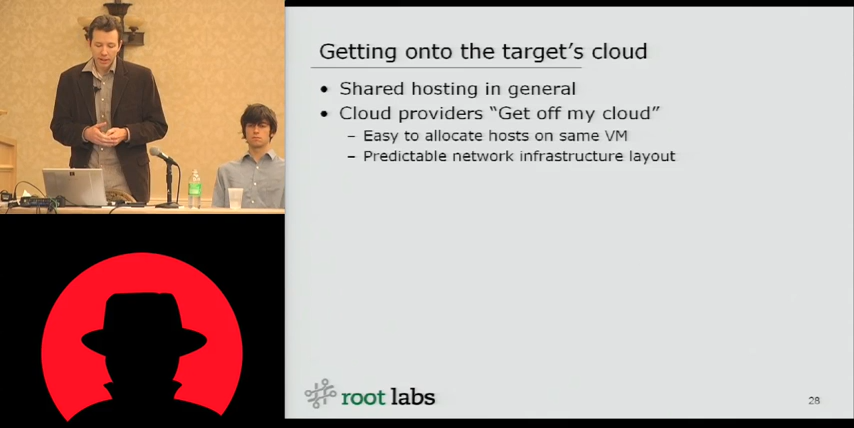 Getting onto the target's cloud
• Shared hosting in general
• Cloud providers "Get off my cloud"
– Easy to allocate hosts on same VM
– Predictable network infrastructure layout
root labs
28